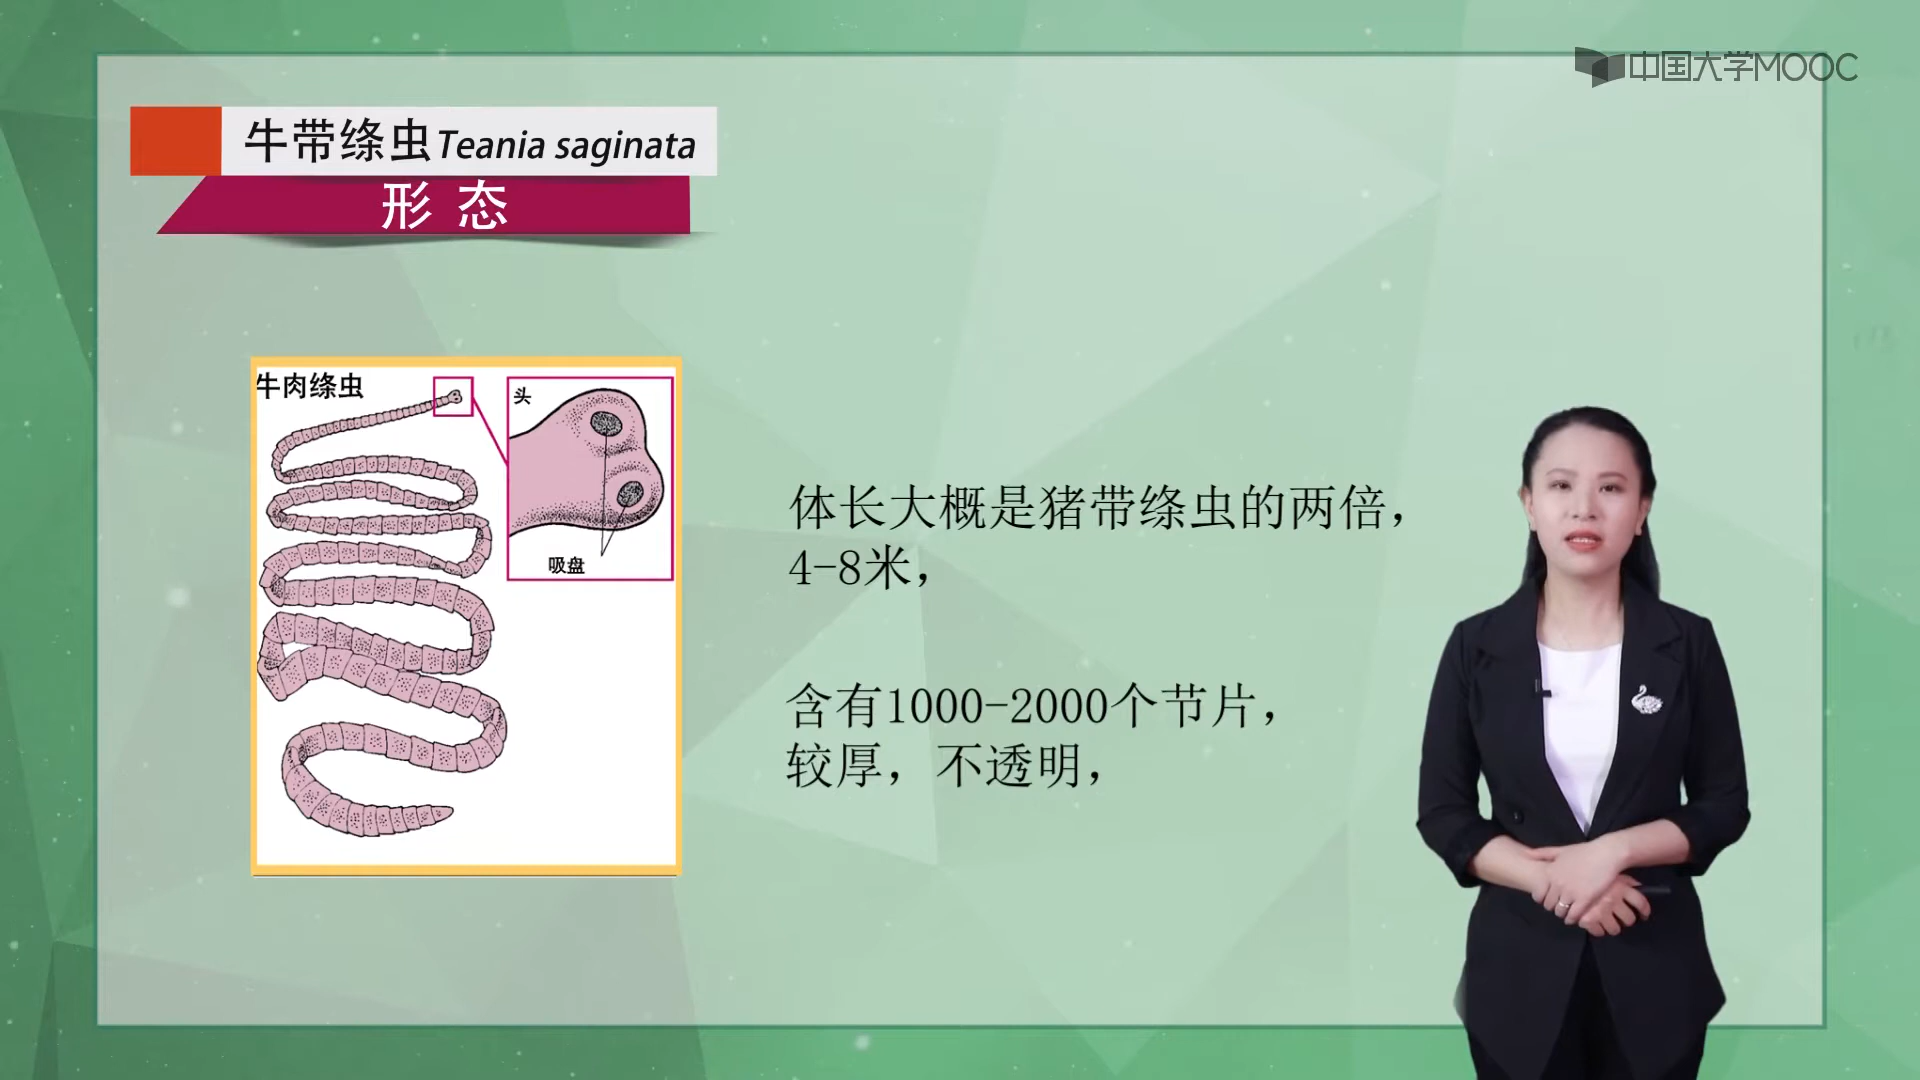 中国大学MOOC
牛带绦虫Teania saginata
形态
牛肉绦虫
头
吸盘
体长大概是猪带绦虫的两倍，
4-8米，
含有1000-2000个节片，
较厚，不透明，